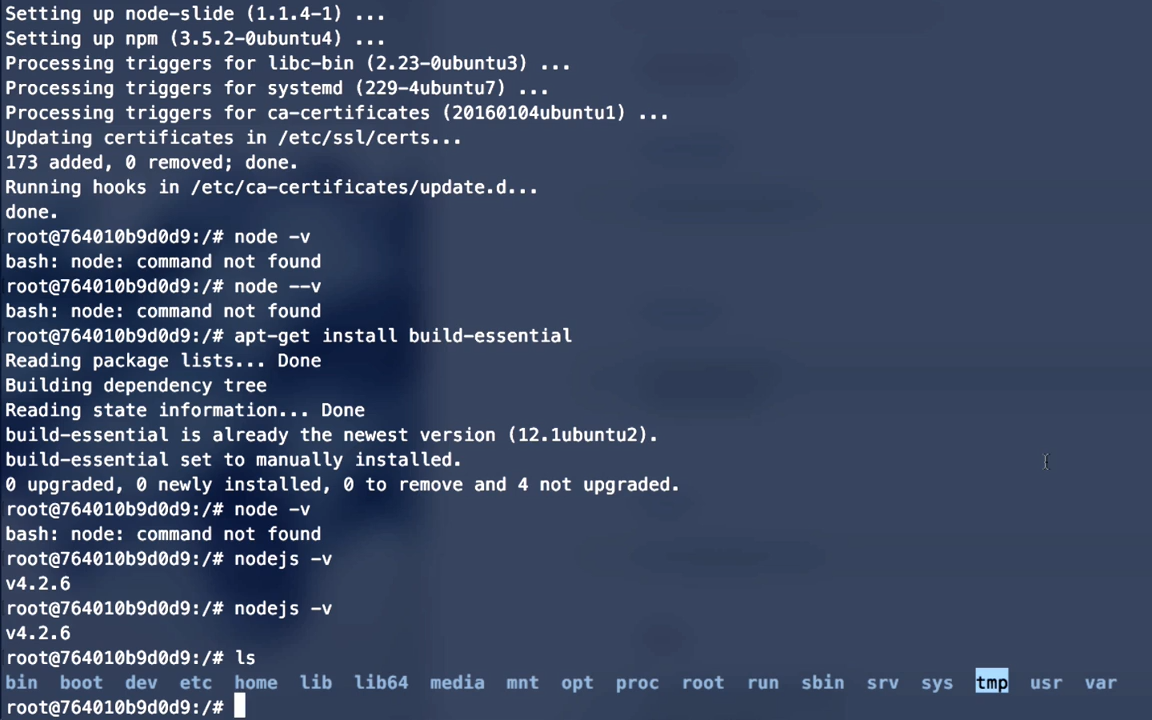 Setting up node-slide (1.1.4-1) ...
Setting up npm (3.5.2-0ubuntu4) ...
Processing triggers for libc-bin (2.23-0ubuntu3) ...
Processing triggers for systemd (229-4ubuntu7) ...
Processing triggers for ca-certificates (20160104ubuntu1) ...
Updating certificates in /etc/ssl/certs...
173 added, 0 removed; done.
Running hooks in /etc/ca-certificates/update.d...
done.
root@764010b9d0d9:/# node -v
bash: node: command not found
root@764010b9d0d9:/# node --v
bash: node: command not found
root@764010b9d0d9:/# apt-get install build-essential
Reading package lists... Done
Building dependency tree
Reading state information... Done
build-essential is already the newest version (12.1ubuntu2).
build-essential set to manually installed.
0 upgraded, 0 newly installed, 0 to remove and 4 not upgraded.
root@764010b9d0d9:/# node -v
bash: node: command not found
root@764010b9d0d9:/# nodejs -v
v4.2.6
root@764010b9d0d9:/# nodejs -v
v4.2.6
root@764010b9d0d9:/# ls
bin boot dev etc home lib lib64 media mnt opt proc root run sbin srv sys tmp usr var
root@764010b9d0d9:/#